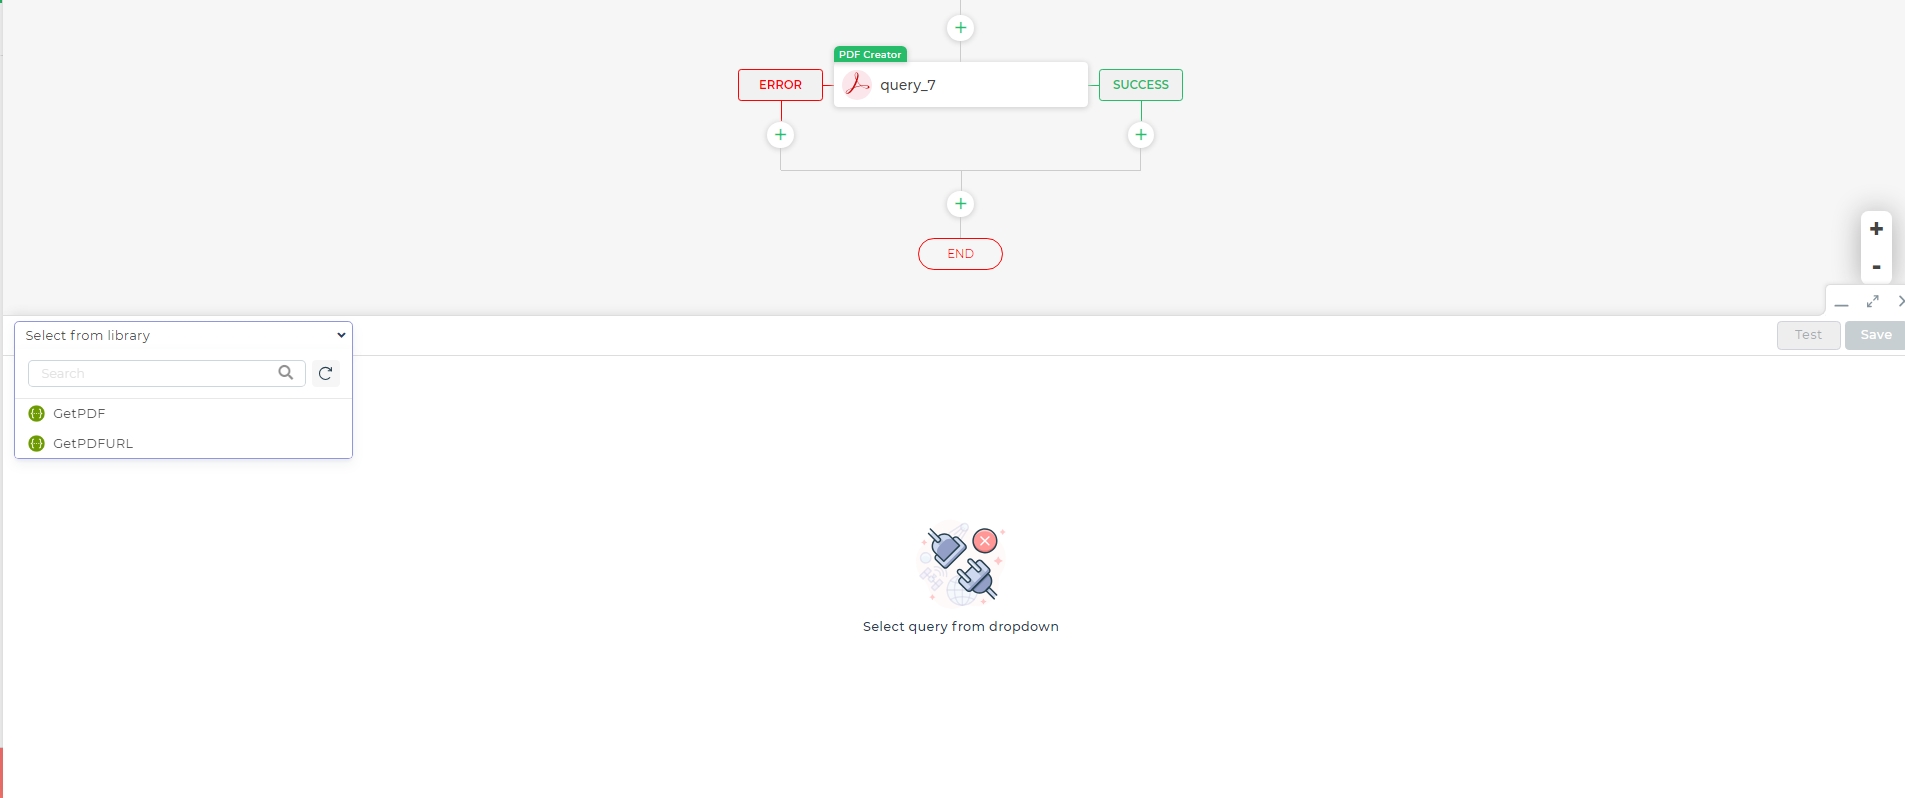 PDF Creator
ERROR
query_7
SUCCESS
END
Select from library
Test
Save
Search
GetPDF
GetPDFURL
Select query from dropdown